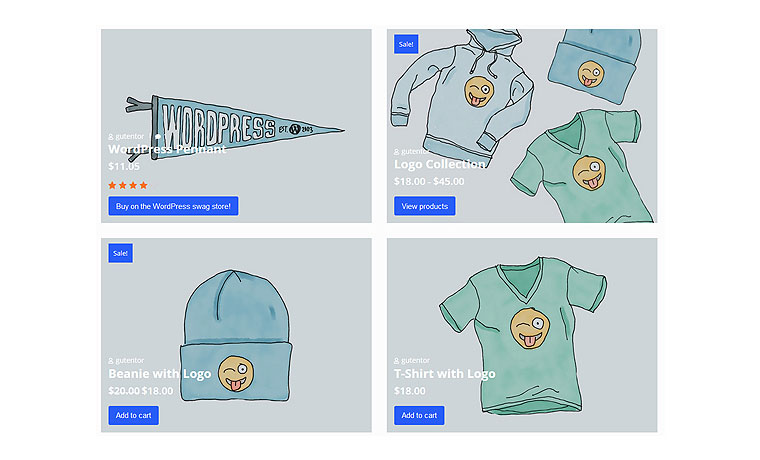 WORDPRESS EST. 2003
gutentor
WordPress Pennant
$11.05
Buy on the WordPress swag store!
Sale!
gutentor
Logo Collection
$18.00 - $45.00
View products
Sale!
gutentor
Beanie with Logo
$20.00 $18.00
Add to cart
gutentor
T-Shirt with Logo
$18.00
Add to cart